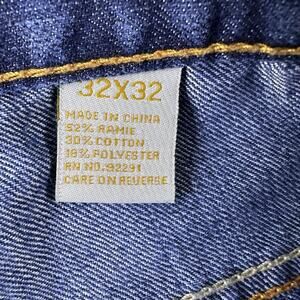 32X32
MADE IN CHINA
52% RAMIE
30% COTTON
18% POLYESTER
RN NO.92291
CARE ON REVERSE